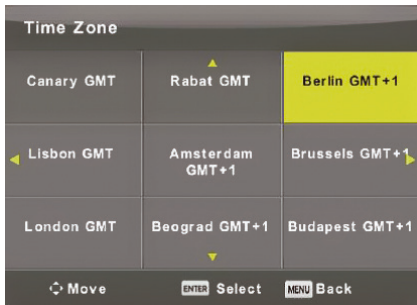 Time Zone
Canary GMT
Rabat GMT
Berlin GMT+1
Lisbon GMT
Amsterdam
GMT+1
Brussels GMT+1
London GMT
Beograd GMT+1
Budapest GMT+1
Move
ENTER Select
MENU Back